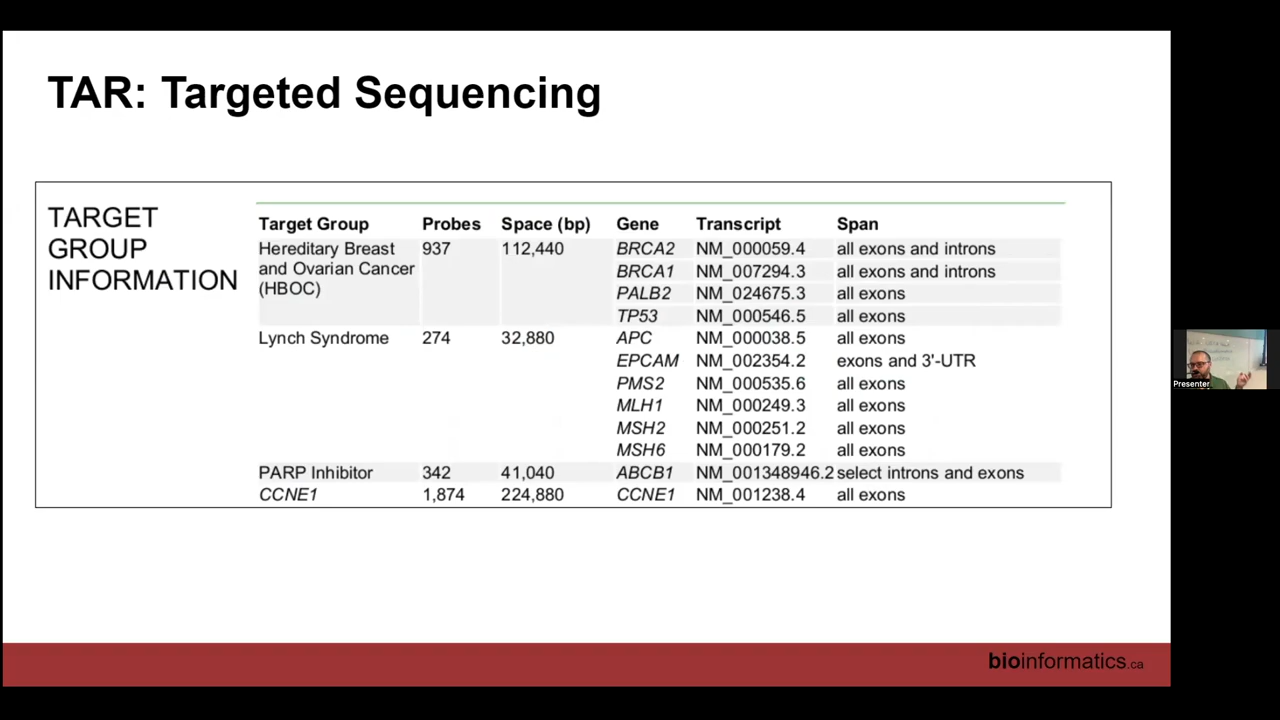 TAR: Targeted Sequencing
TARGET
GROUP
INFORMATION
Target Group Probes Space (bp) Gene Transcript Span
Hereditary Breast 937 112,440 BRCA2 NM_000059.4 all exons and introns
and Ovarian Cancer BRCA1 NM_007294.3 all exons and introns
(HBOC) PALB2 NM_024675.3 all exons
TP53 NM_000546.5 all exons
Lynch Syndrome 274 32,880 APC NM_000038.5 all exons
EPCAM NM_002354.2 exons and 3'-UTR
PMS2 NM_000535.6 all exons
MLH1 NM_000249.3 all exons
MSH2 NM_000251.2 all exons
MSH6 NM_000179.2 all exons
PARP Inhibitor 342 41,040 ABCB1 NM_001348946.2 select introns and exons
CCNE1 1,874 224,880 CCNE1 NM_001238.4 all exons
Presenter
bioinformatics.ca